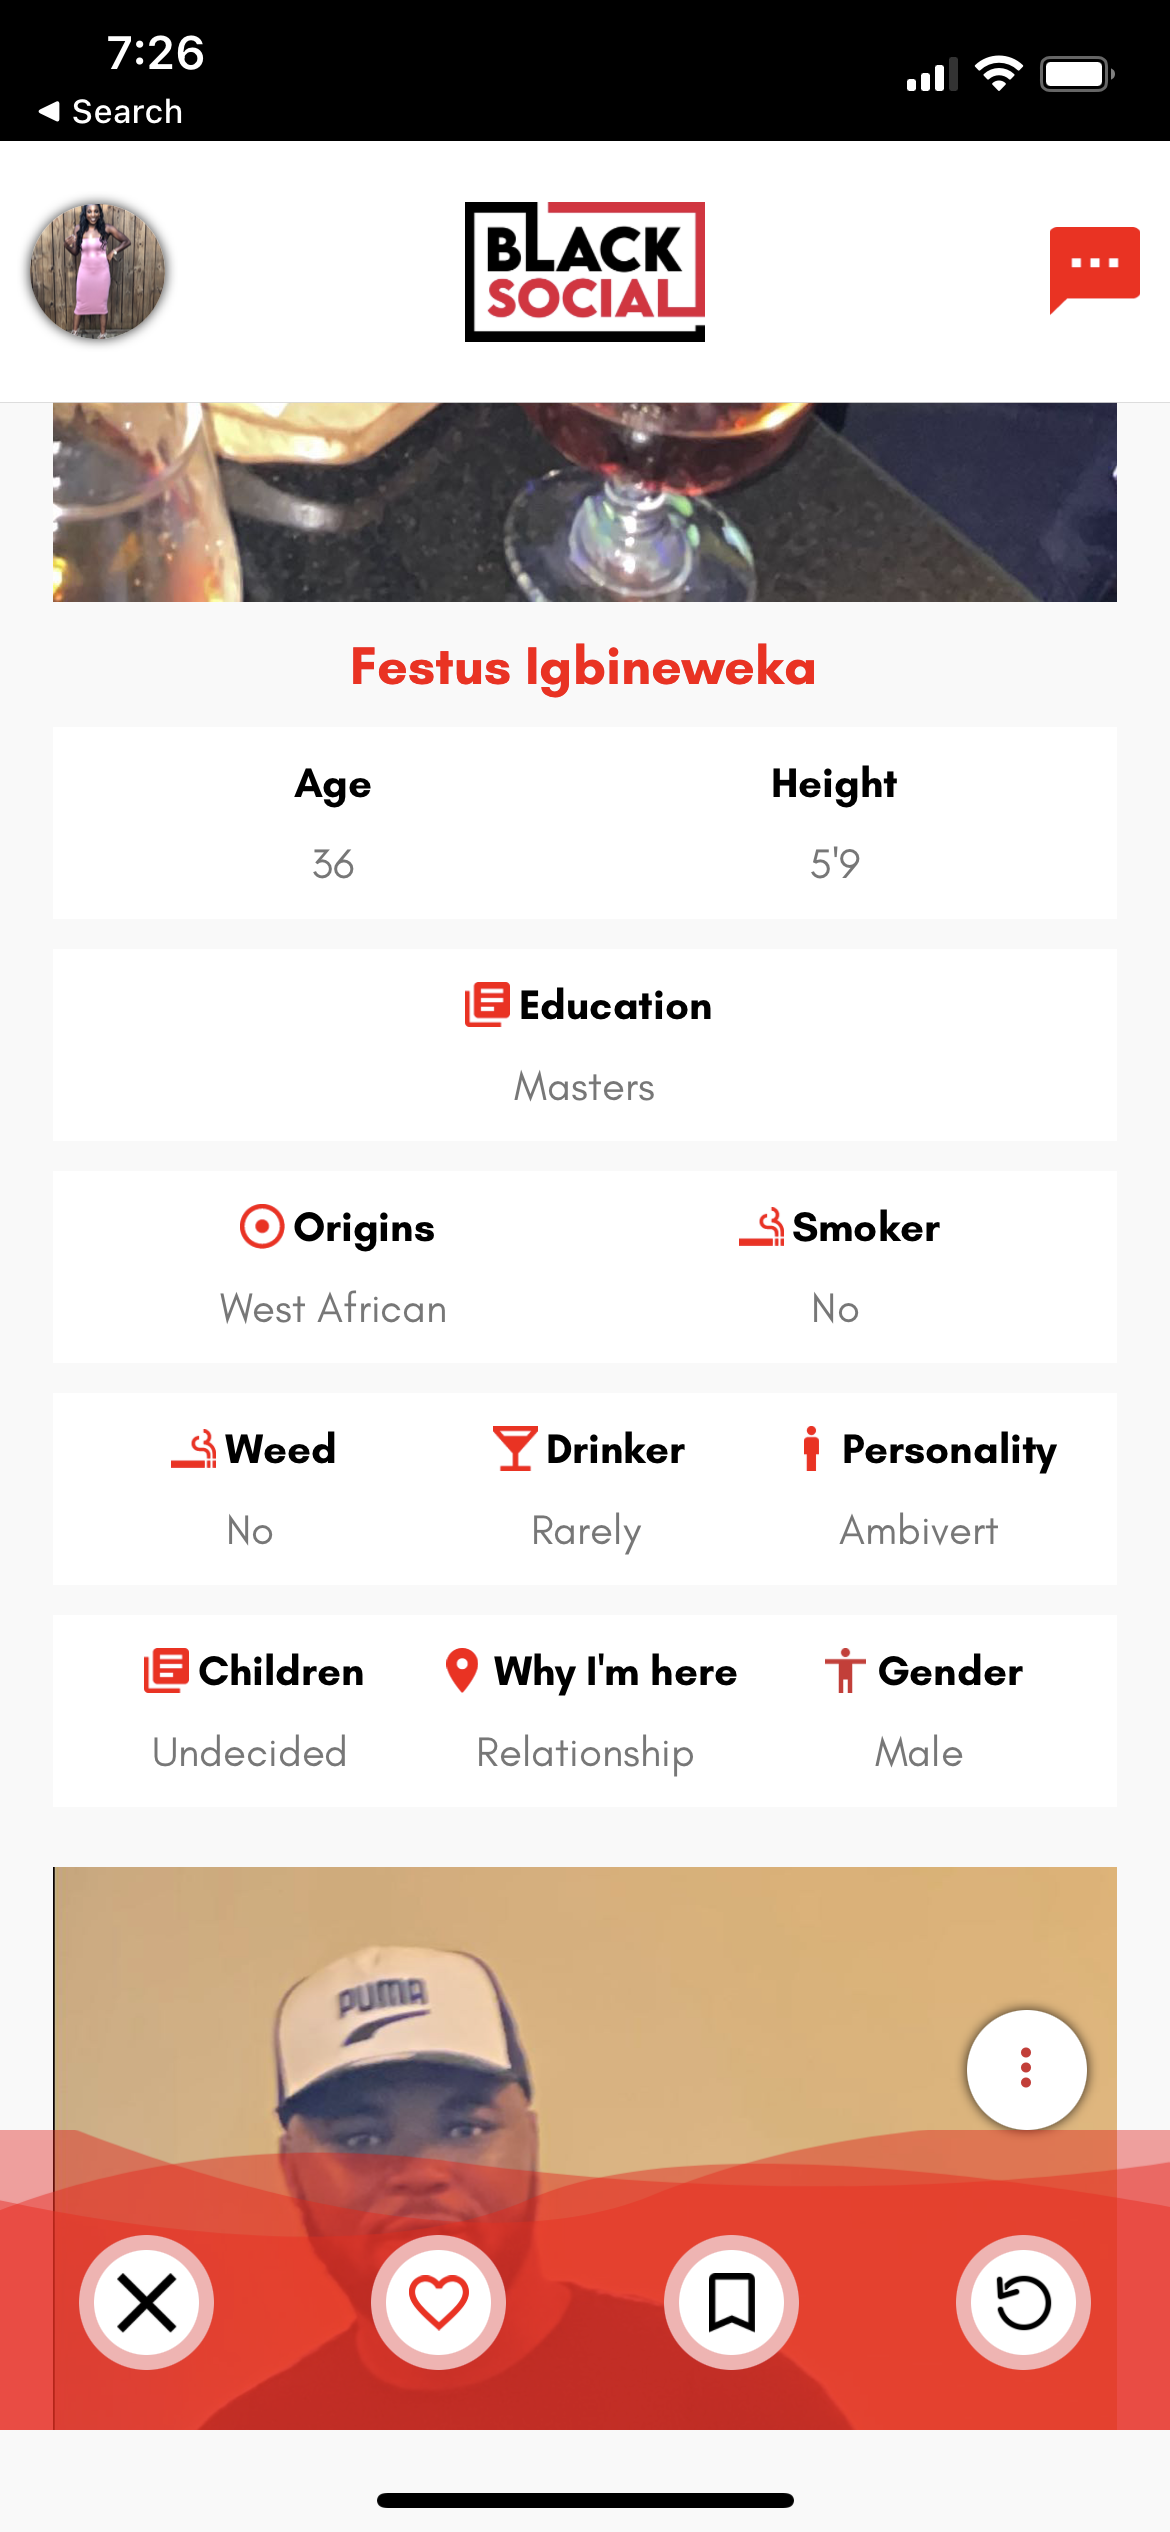 7:26
Search
BLACK
SOCIAL
Festus Igbineweka
Age Height
36 5'9
Education
Masters
Origins Smoker
West African No
Weed Drinker Personality
No Rarely Ambivert
Children Why I'm here Gender
Undecided Relationship Male
PUMA